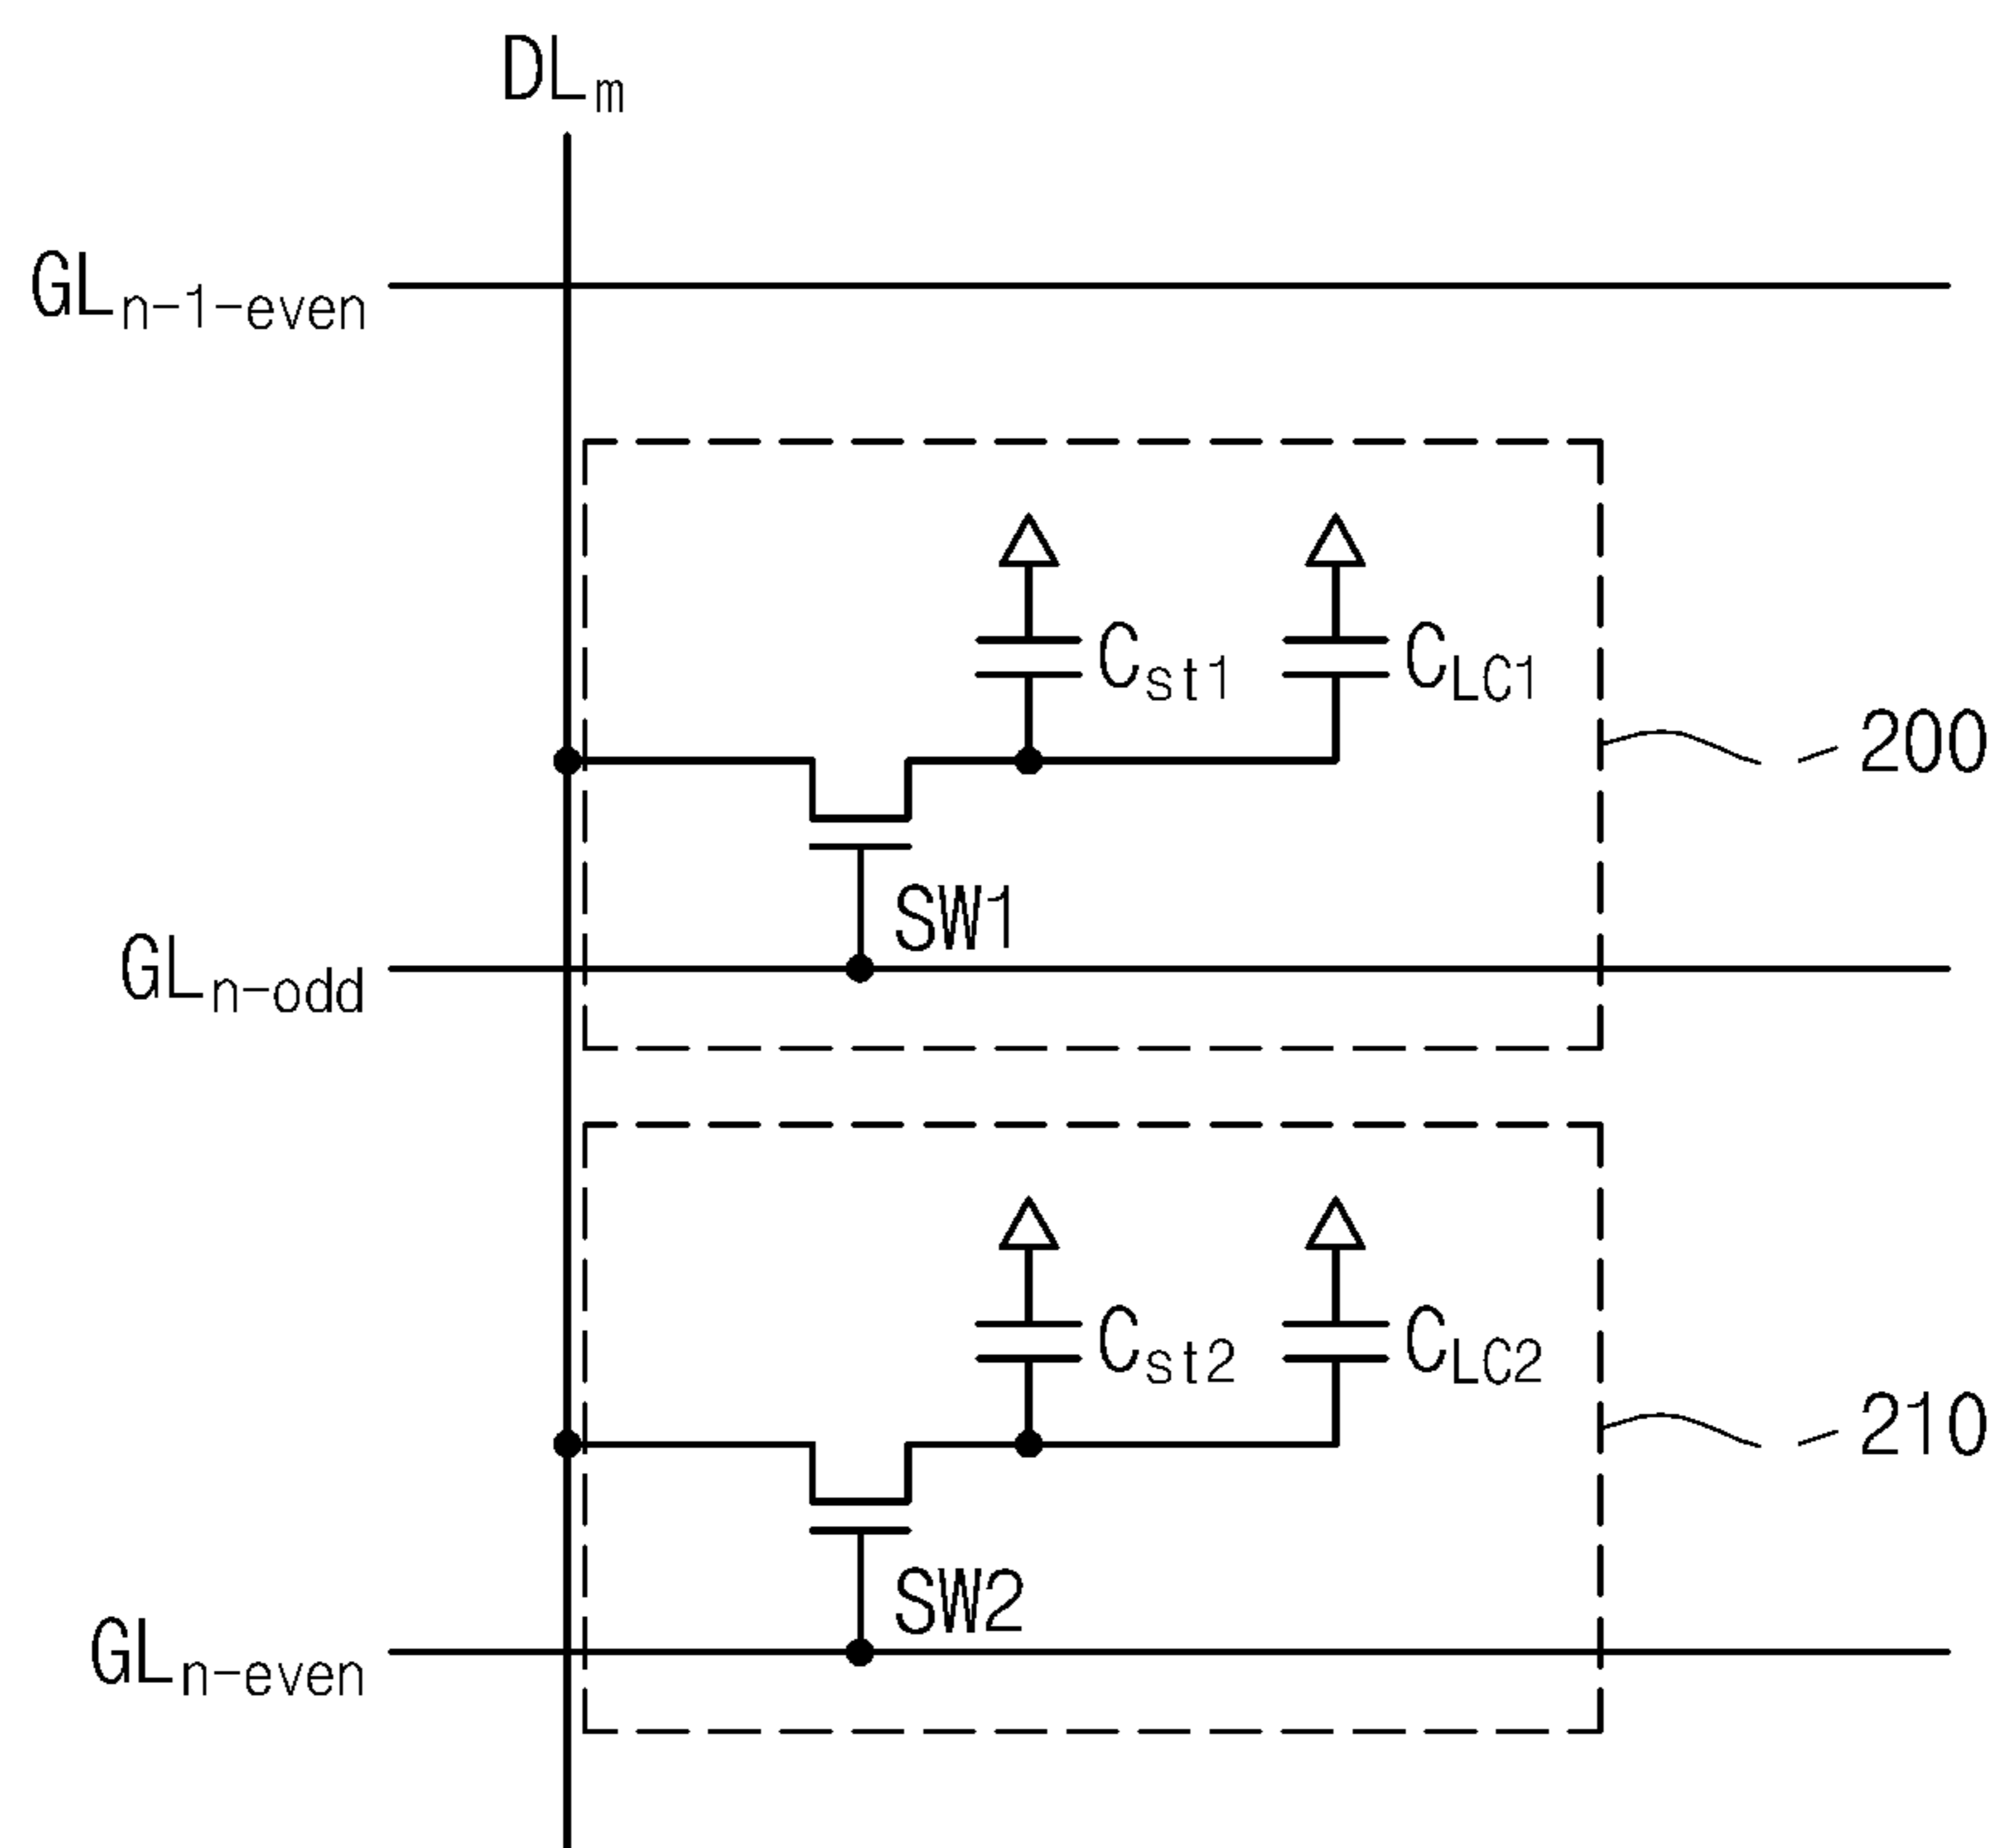 DLm
GLn-1-even
Cst1 CLC1
200
SW1
GLn-odd
Cst2 CLC2
210
SW2
GLn-even